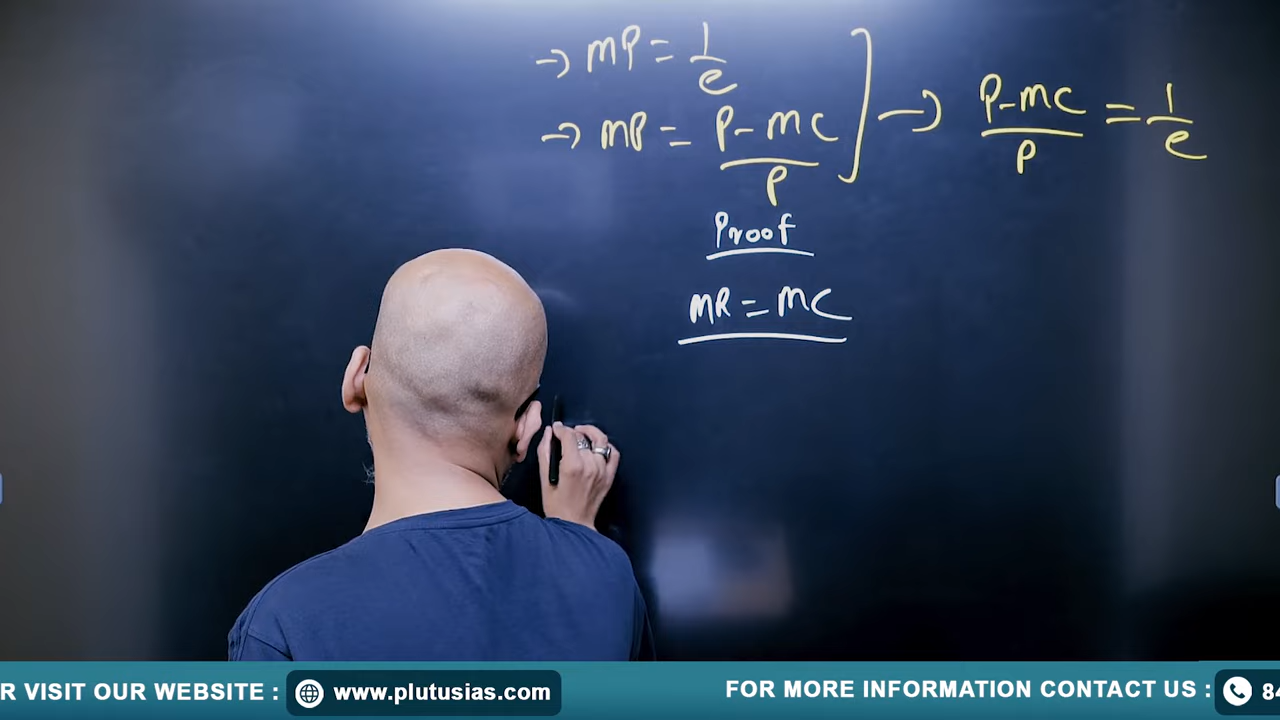 → MP = 1/e
→ MP = P-MC/P ] → P-MC/P = 1/e
Proof
MR = MC
R VISIT OUR WEBSITE : www.plutusias.com FOR MORE INFORMATION CONTACT US : 84